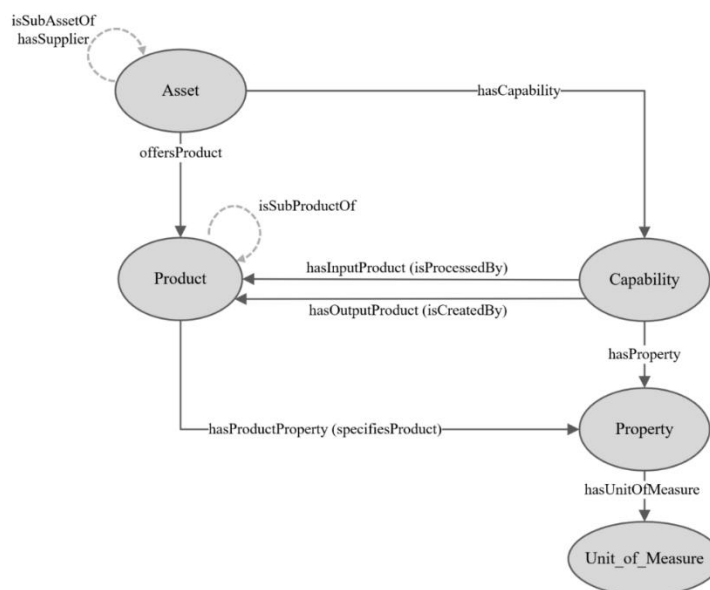 isSubAssetOf
hasSupplier
Asset
hasCapability
offersProduct
isSubProductOf
Product
hasInputProduct (isProcessedBy)
Capability
hasOutputProduct (isCreatedBy)
hasProperty
hasProductProperty (specifiesProduct)
Property
hasUnitOfMeasure
Unit_of_Measure